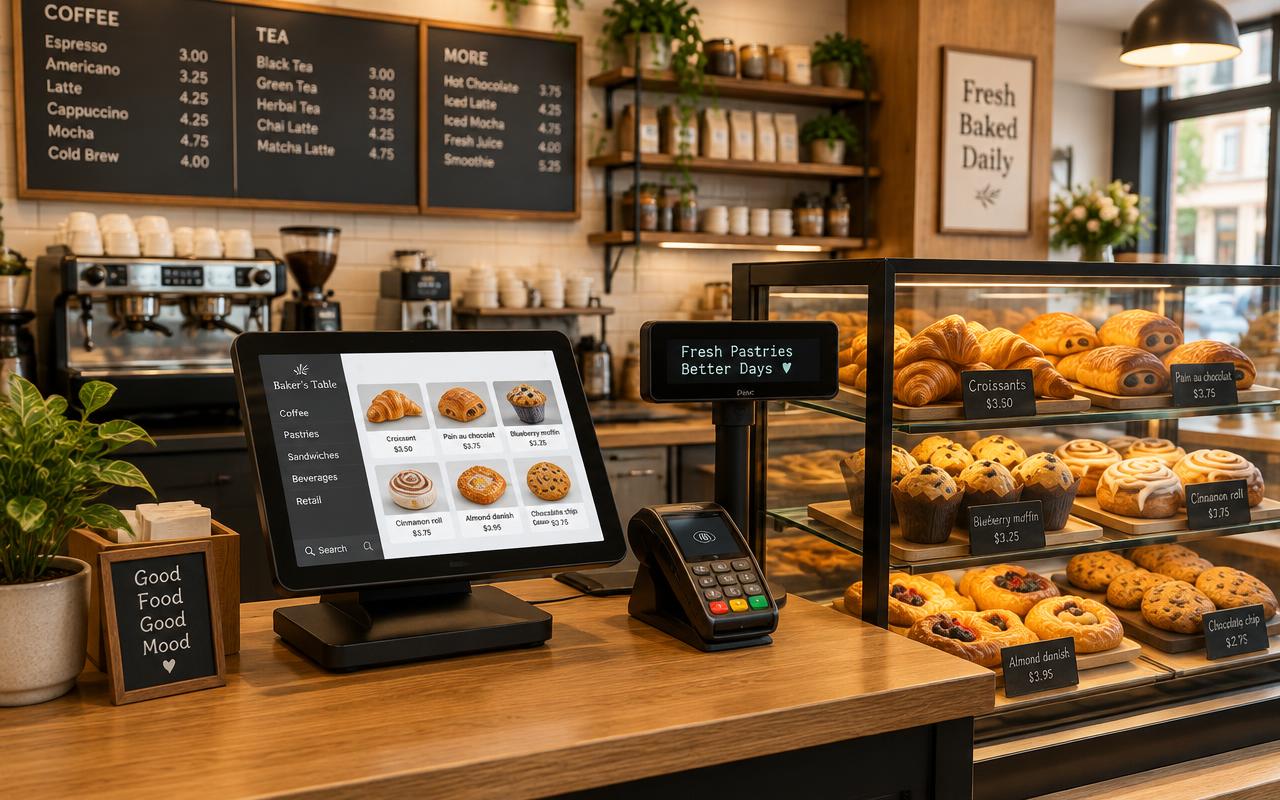 COFFEE
Espresso 3.00
Americano 3.25
Latte 4.25
Cappuccino 4.25
Mocha 4.75
Cold Brew 4.00
TEA
Black Tea 3.00
Green Tea 3.00
Herbal Tea 3.25
Chai Latte 4.25
Matcha Latte 4.75
MORE
Hot Chocolate 3.75
Iced Latte 4.25
Iced Mocha 4.75
Fresh Juice 4.00
Smoothie 5.25
Fresh
Baked
Daily
Baker's Table
Coffee
Pastries
Sandwiches
Beverages
Retail
Search
Croissant
$3.50
Pain au chocolat
$3.75
Blueberry muffin
$3.25
Cinnamon roll
$3.75
Almond danish
$3.95
Chocolate chip
Fresh Pastries
Better Days ♥
Good
Food
Good
Mood
♥
Croissants
$3.50
Pain au chocolat
$3.75
Blueberry muffin
$3.25
Cinnamon roll
$3.75
Almond danish
$3.95
Chocolate chip
$2.75